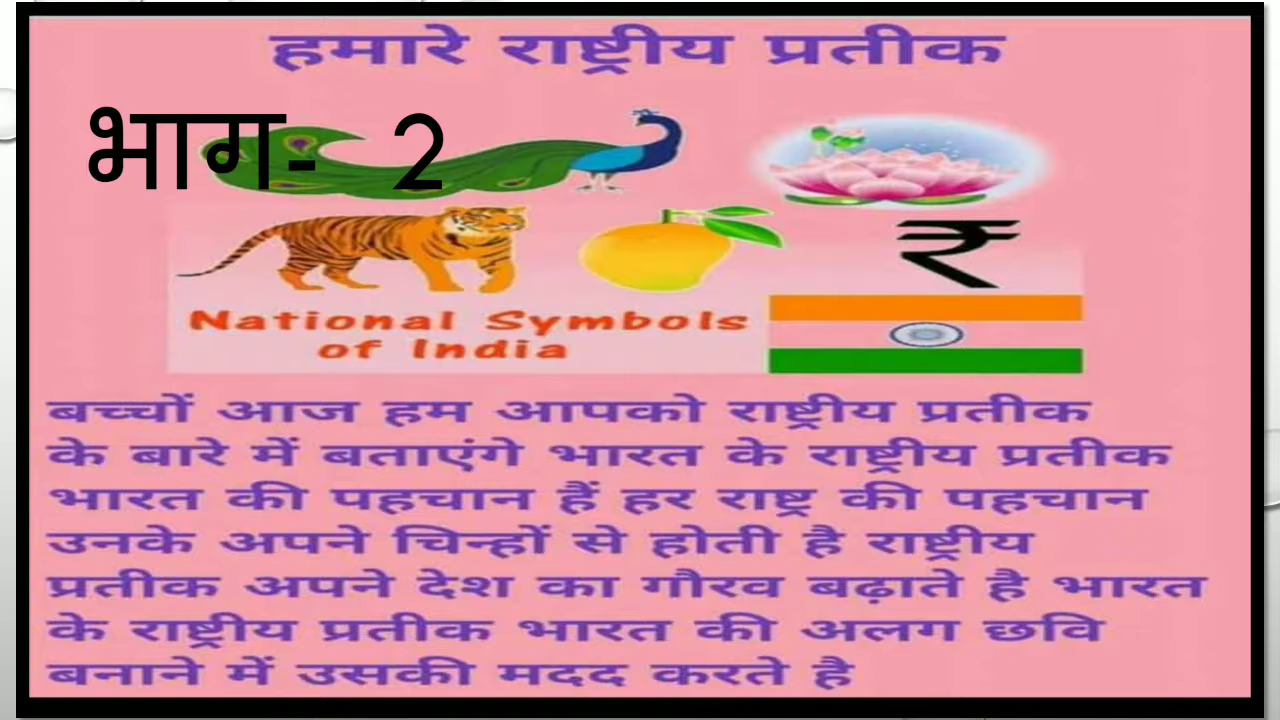 हमारे राष्ट्रीय प्रतीक
भाग- 2
₹
National Symbols
of India
बच्चों आज हम आपको राष्ट्रीय प्रतीक
के बारे में बताएंगे भारत के राष्ट्रीय प्रतीक
भारत की पहचान हैं हर राष्ट्र की पहचान
उनके अपने चिन्हों से होती है राष्ट्रीय
प्रतीक अपने देश का गौरव बढ़ाते है भारत
के राष्ट्रीय प्रतीक भारत की अलग छवि
बनाने में उसकी मदद करते है